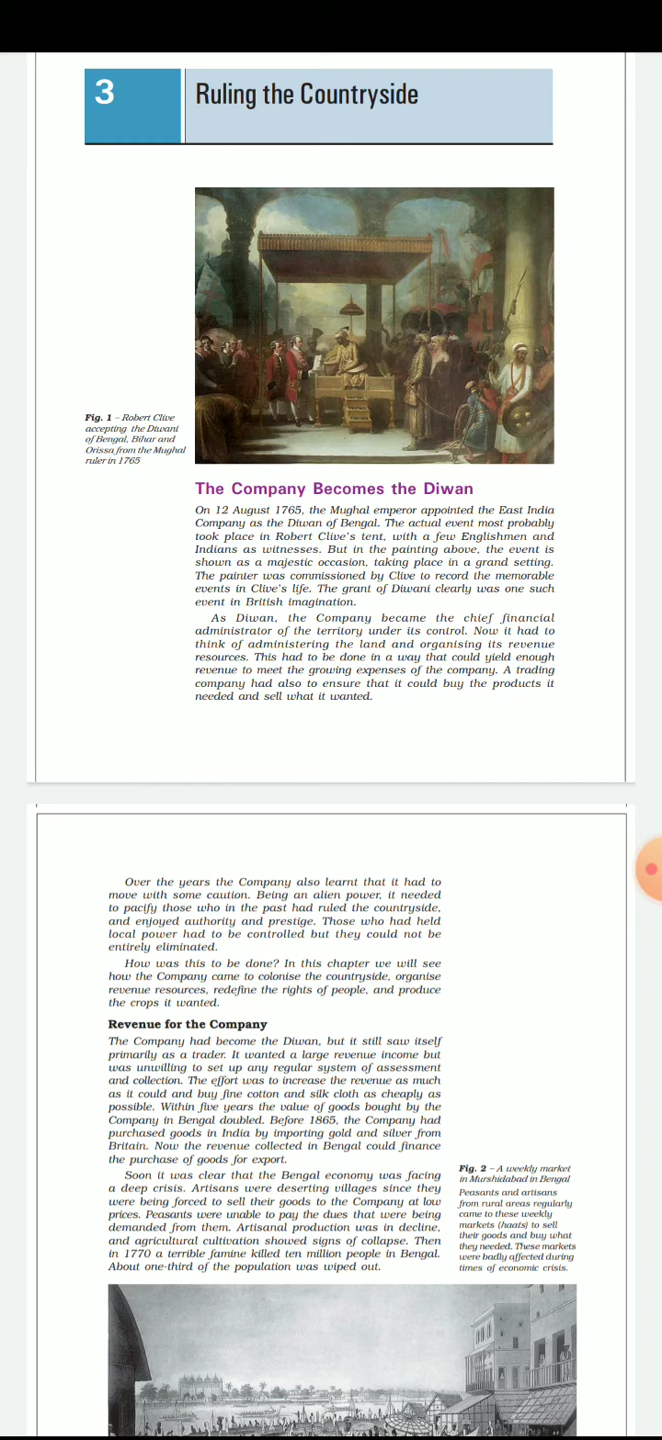 3
Ruling the Countryside
Fig. 1 – Robert Clive
accepting the Diwani
of Bengal, Bihar and
Orissa from the Mughal
ruler in 1765
The Company Becomes the Diwan
On 12 August 1765, the Mughal emperor appointed the East India
Company as the Diwan of Bengal. The actual event most probably
took place in Robert Clive's tent, with a few Englishmen and
Indians as witnesses. But in the painting above, the event is
shown as a majestic occasion, taking place in a grand setting.
The painter was commissioned by Clive to record the memorable
events in Clive's life. The grant of Diwani clearly was one such
event in British imagination.
As Diwan, the Company became the chief financial
administrator of the territory under its control. Now it had to
think of administering the land and organising its revenue
resources. This had to be done in a way that could yield enough
revenue to meet the growing expenses of the company. A trading
company had also to ensure that it could buy the products it
needed and sell what it wanted.
Over the years the Company also learnt that it had to
move with some caution. Being an alien power, it needed
to pacify those who in the past had ruled the countryside,
and enjoyed authority and prestige. Those who had held
local power had to be controlled but they could not be
entirely eliminated.
How was this to be done? In this chapter we will see
how the Company came to colonise the countryside, organise
revenue resources, redefine the rights of people, and produce
the crops it wanted.
Revenue for the Company
The Company had become the Diwan, but it still saw itself
primarily as a trader. It wanted a large revenue income but
was unwilling to set up any regular system of assessment
and collection. The effort was to increase the revenue as much
as it could and buy fine cotton and silk cloth as cheaply as
possible. Within five years the value of goods bought by the
Company in Bengal doubled. Before 1865, the Company had
purchased goods in India by importing gold and silver from
Britain. Now the revenue collected in Bengal could finance
the purchase of goods for export.
Soon it was clear that the Bengal economy was facing
a deep crisis. Artisans were deserting villages since they
were being forced to sell their goods to the Company at low
prices. Peasants were unable to pay the dues that were being
demanded from them. Artisanal production was in decline,
and agricultural cultivation showed signs of collapse. Then
in 1770 a terrible famine killed ten million people in Bengal.
About one-third of the population was wiped out.
Fig. 2 – A weekly market
in Murshidabad in Bengal
Peasants and artisans
from rural areas regularly
came to these weekly
markets (haats) to sell
their goods and buy what
they needed. These markets
were badly affected during
times of economic crisis.